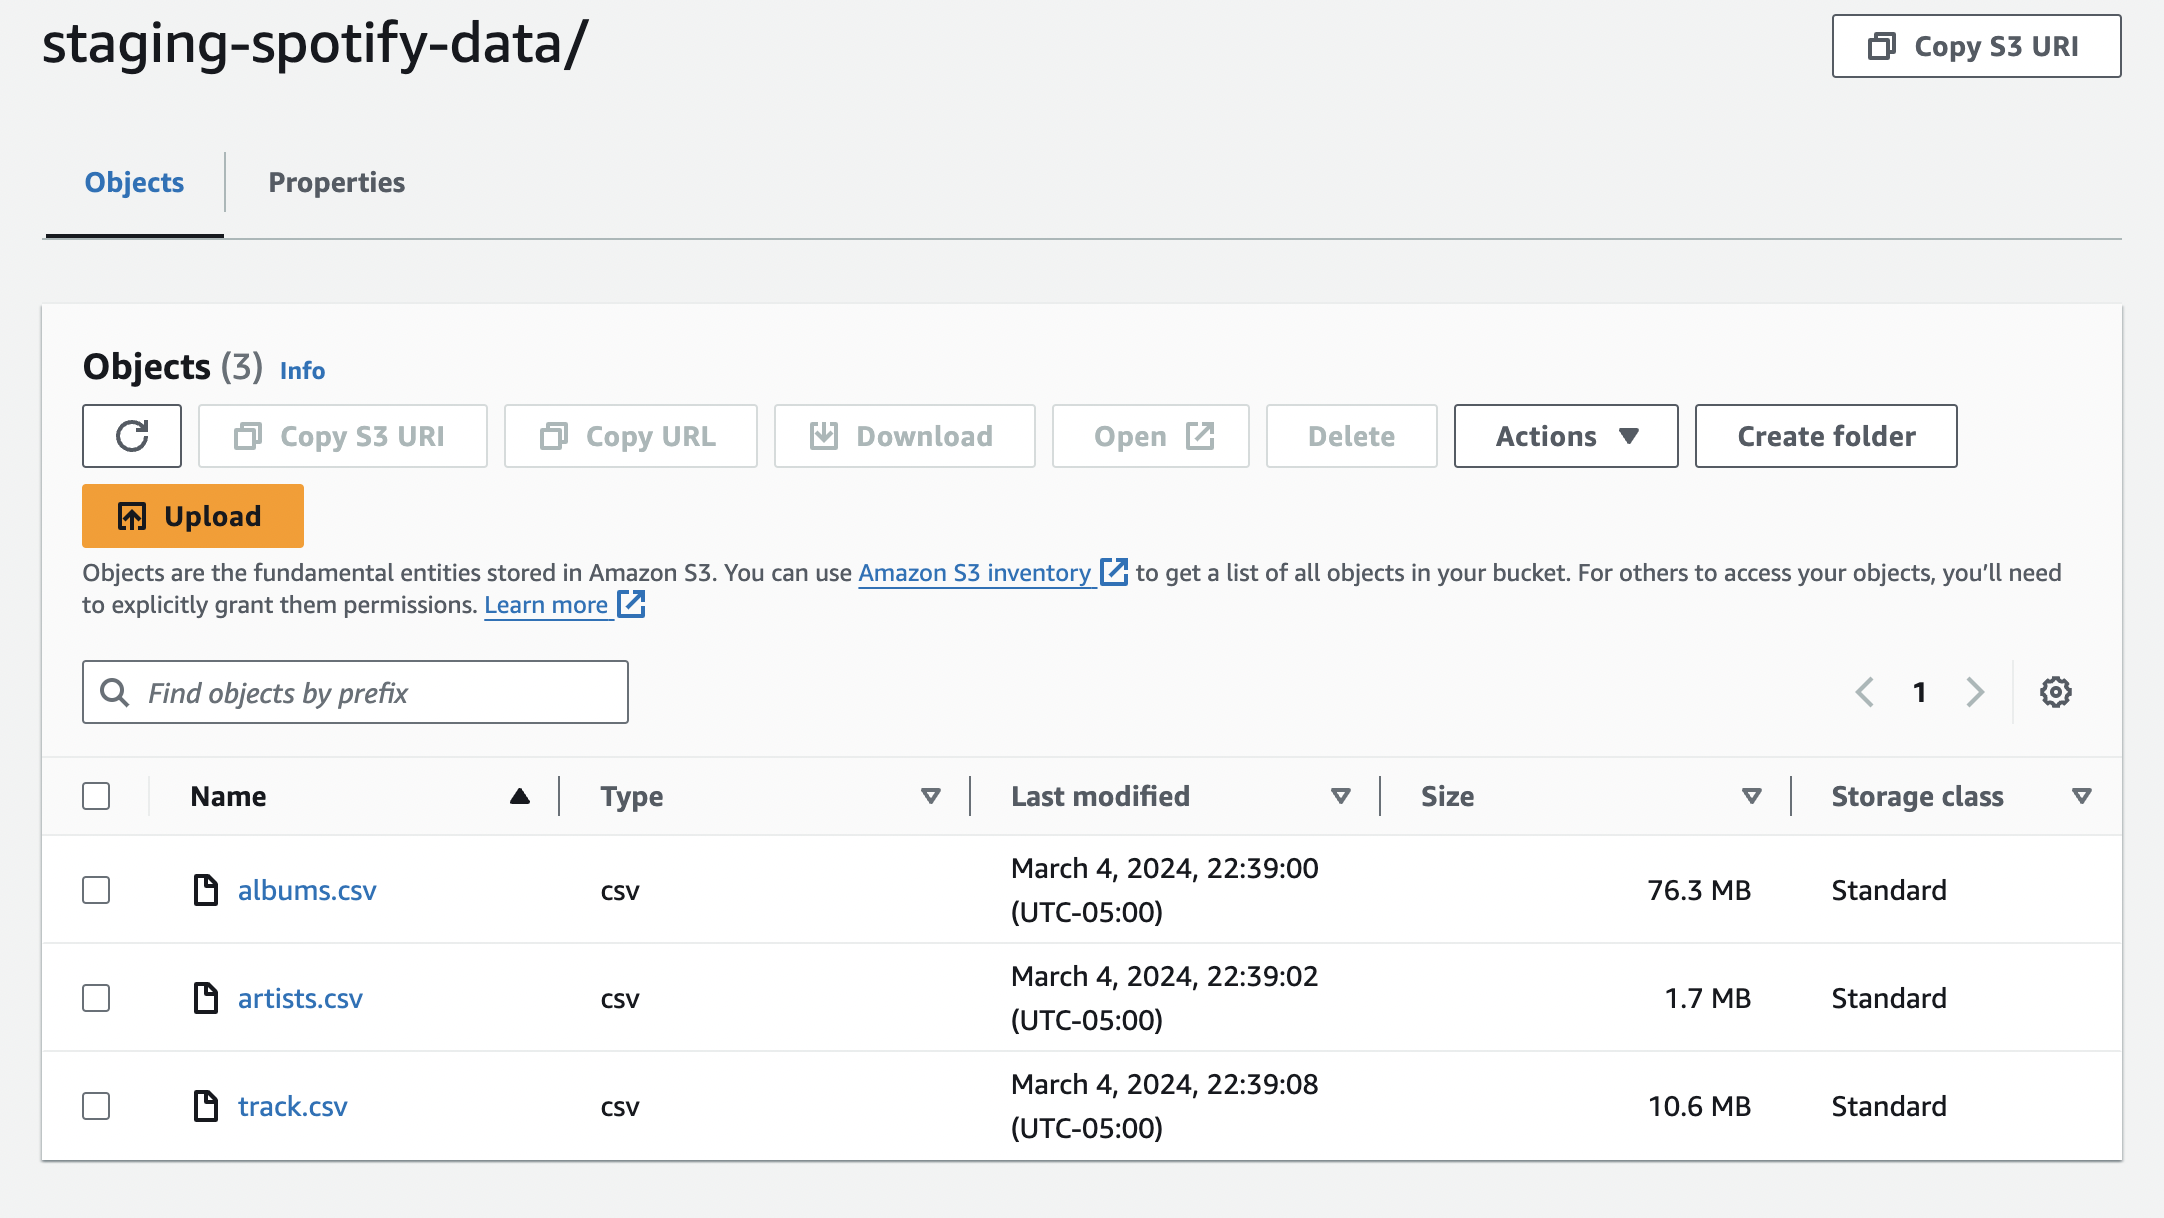 staging-spotify-data/
Copy S3 URI
Objects
Properties
Objects (3) Info
Copy S3 URI
Copy URL
Download
Open
Delete
Actions
Create folder
Upload
Objects are the fundamental entities stored in Amazon S3. You can use Amazon S3 inventory to get a list of all objects in your bucket. For others to access your objects, you’ll need
to explicitly grant them permissions. Learn more
Find objects by prefix
1
Name
Type
Last modified
Size
Storage class
albums.csv
csv
March 4, 2024, 22:39:00
(UTC-05:00)
76.3 MB
Standard
artists.csv
csv
March 4, 2024, 22:39:02
(UTC-05:00)
1.7 MB
Standard
track.csv
csv
March 4, 2024, 22:39:08
(UTC-05:00)
10.6 MB
Standard